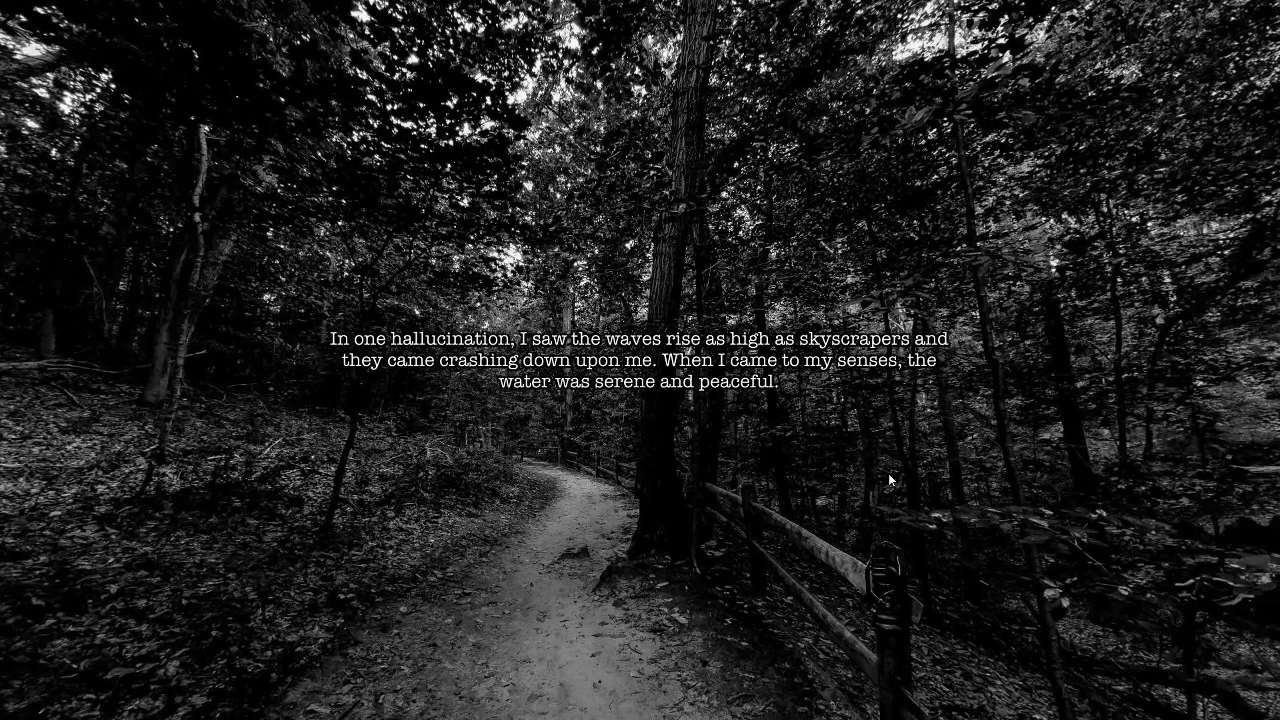 In one hallucination, I saw the waves rise as high as skyscrapers and
they came crashing down upon me. When I came to my senses, the
water was serene and peaceful.